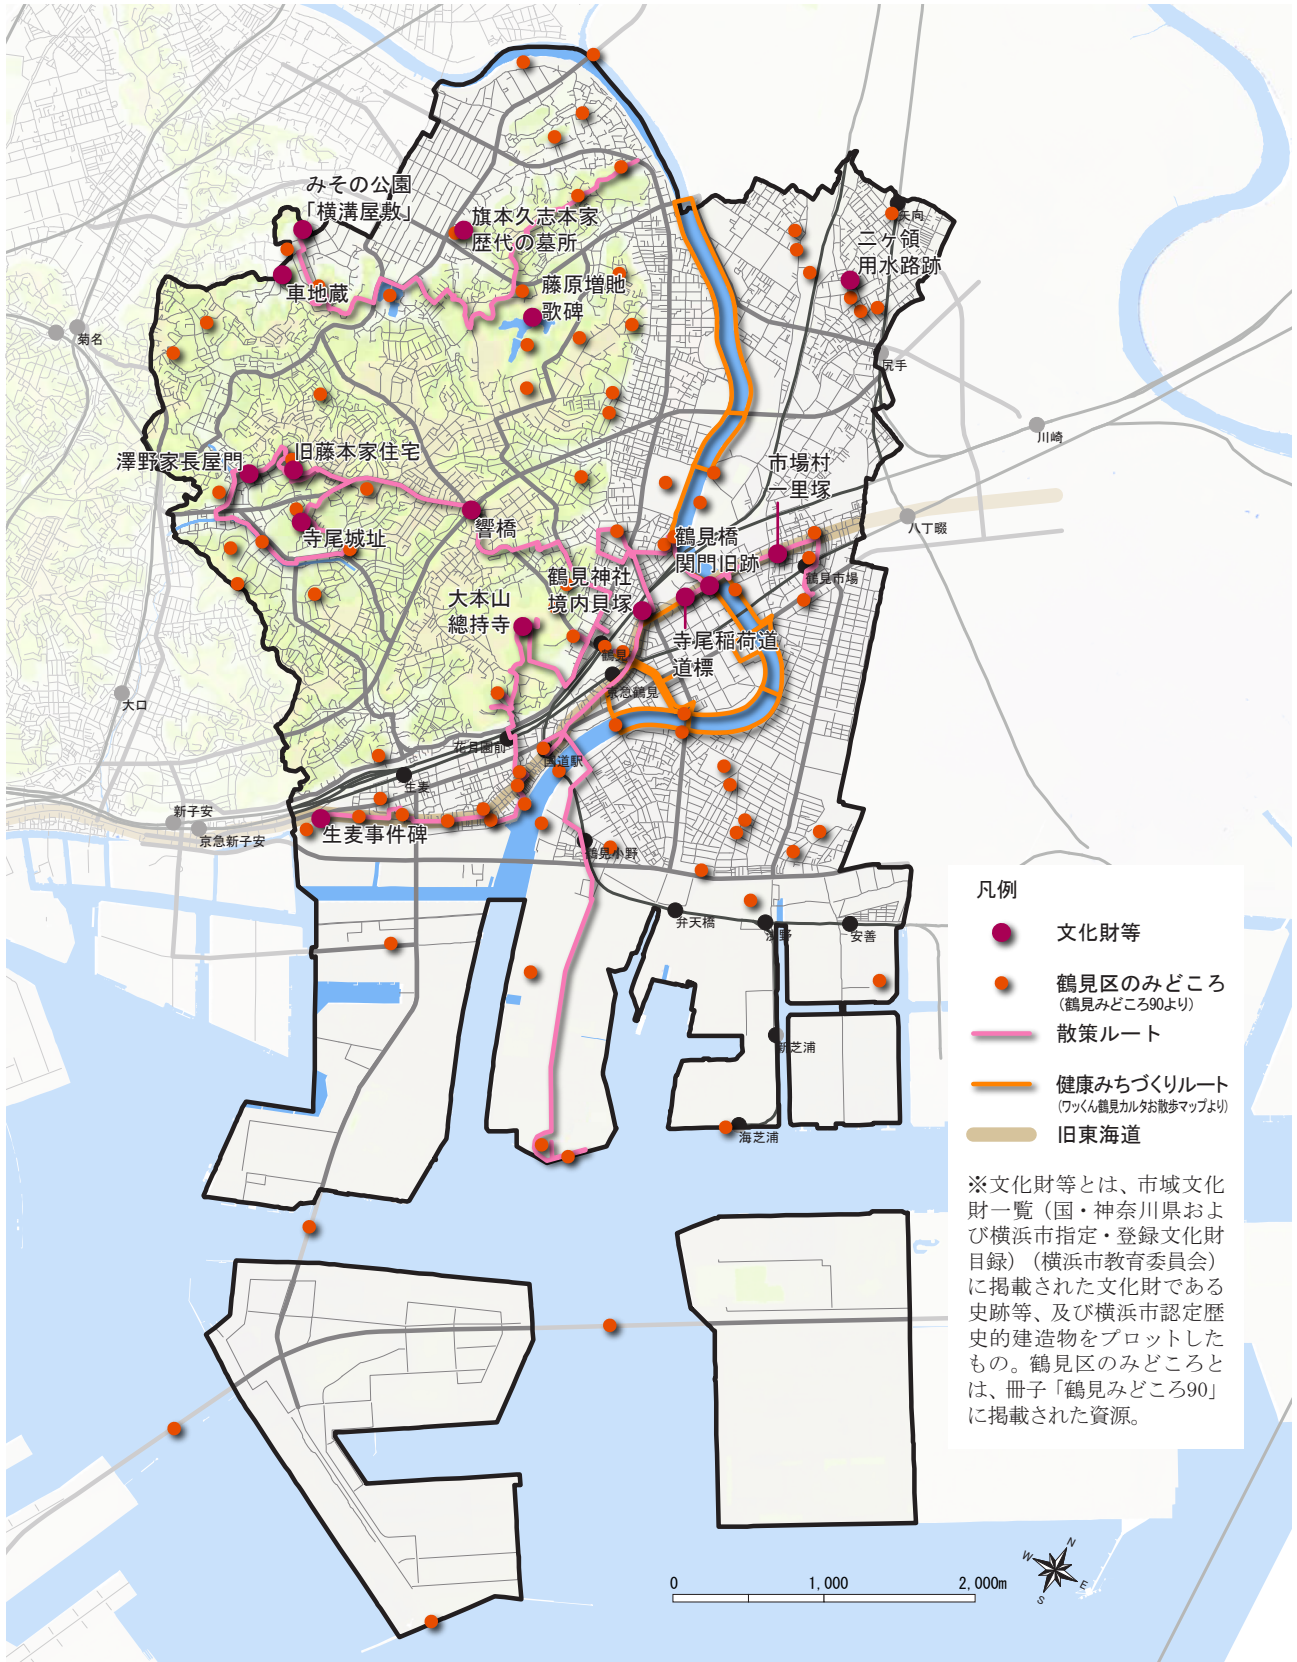 みその公園
「横溝屋敷」
旗本久志本家
歴代の墓所
矢向
二ケ領
用水路跡
車地蔵
藤原増貤
歌碑
菊名
尻手
川崎
澤野家長屋門
旧藤本家住宅
市場村
一里塚
響橋
寺尾城址
八丁畷
鶴見橋
関門旧跡
鶴見市場
鶴見神社
境内貝塚
大本山
總持寺
鶴見
寺尾稲荷道
道標
京急鶴見
大口
花月園前
国道駅
生麦
新子安
京急新子安
生麦事件碑
鶴見小野
弁天橋
浅野
安善
新芝浦
海芝浦
凡例
文化財等
鶴見区のみどころ
(鶴見みどころ90より)
散策ルート
健康みちづくりルート
(ワッくん鶴見カルタお散歩マップより)
旧東海道
※文化財等とは、市域文化
財一覧（国・神奈川県およ
び横浜市指定・登録文化財
目録）（横浜市教育委員会）
に掲載された文化財である
史跡等、及び横浜市認定歴
史的建造物をプロットした
もの。鶴見区のみどころと
は、冊子「鶴見みどころ90」
に掲載された資源。
N
W
E
S
0 1,000 2,000m